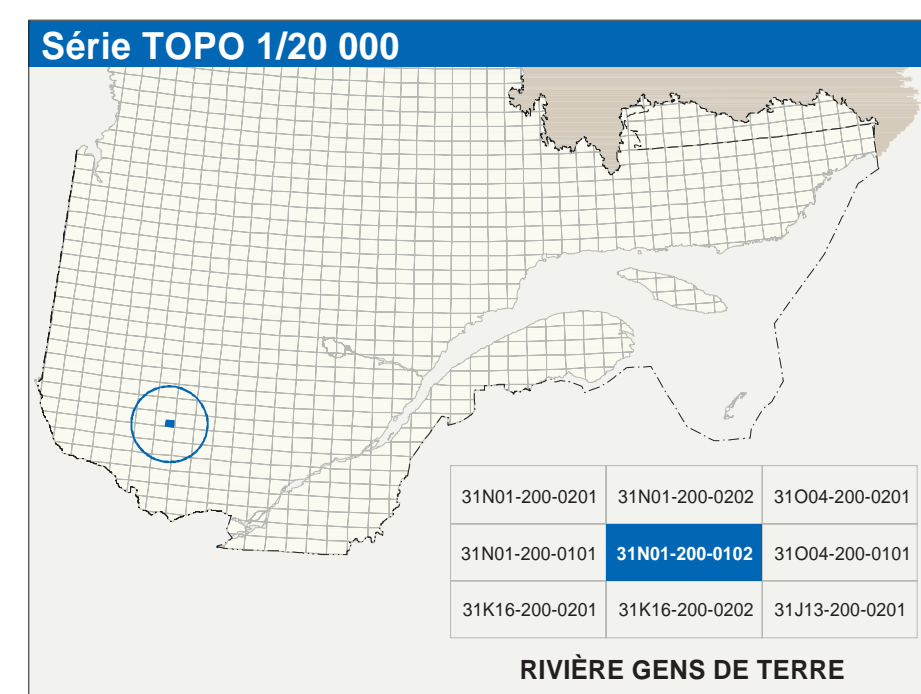 Série TOPO 1/20 000
31N01-200-0201 31N01-200-0202 31O04-200-0201
31N01-200-0101 31N01-200-0102 31O04-200-0101
31K16-200-0201 31K16-200-0202 31J13-200-0201
RIVIÈRE GENS DE TERRE